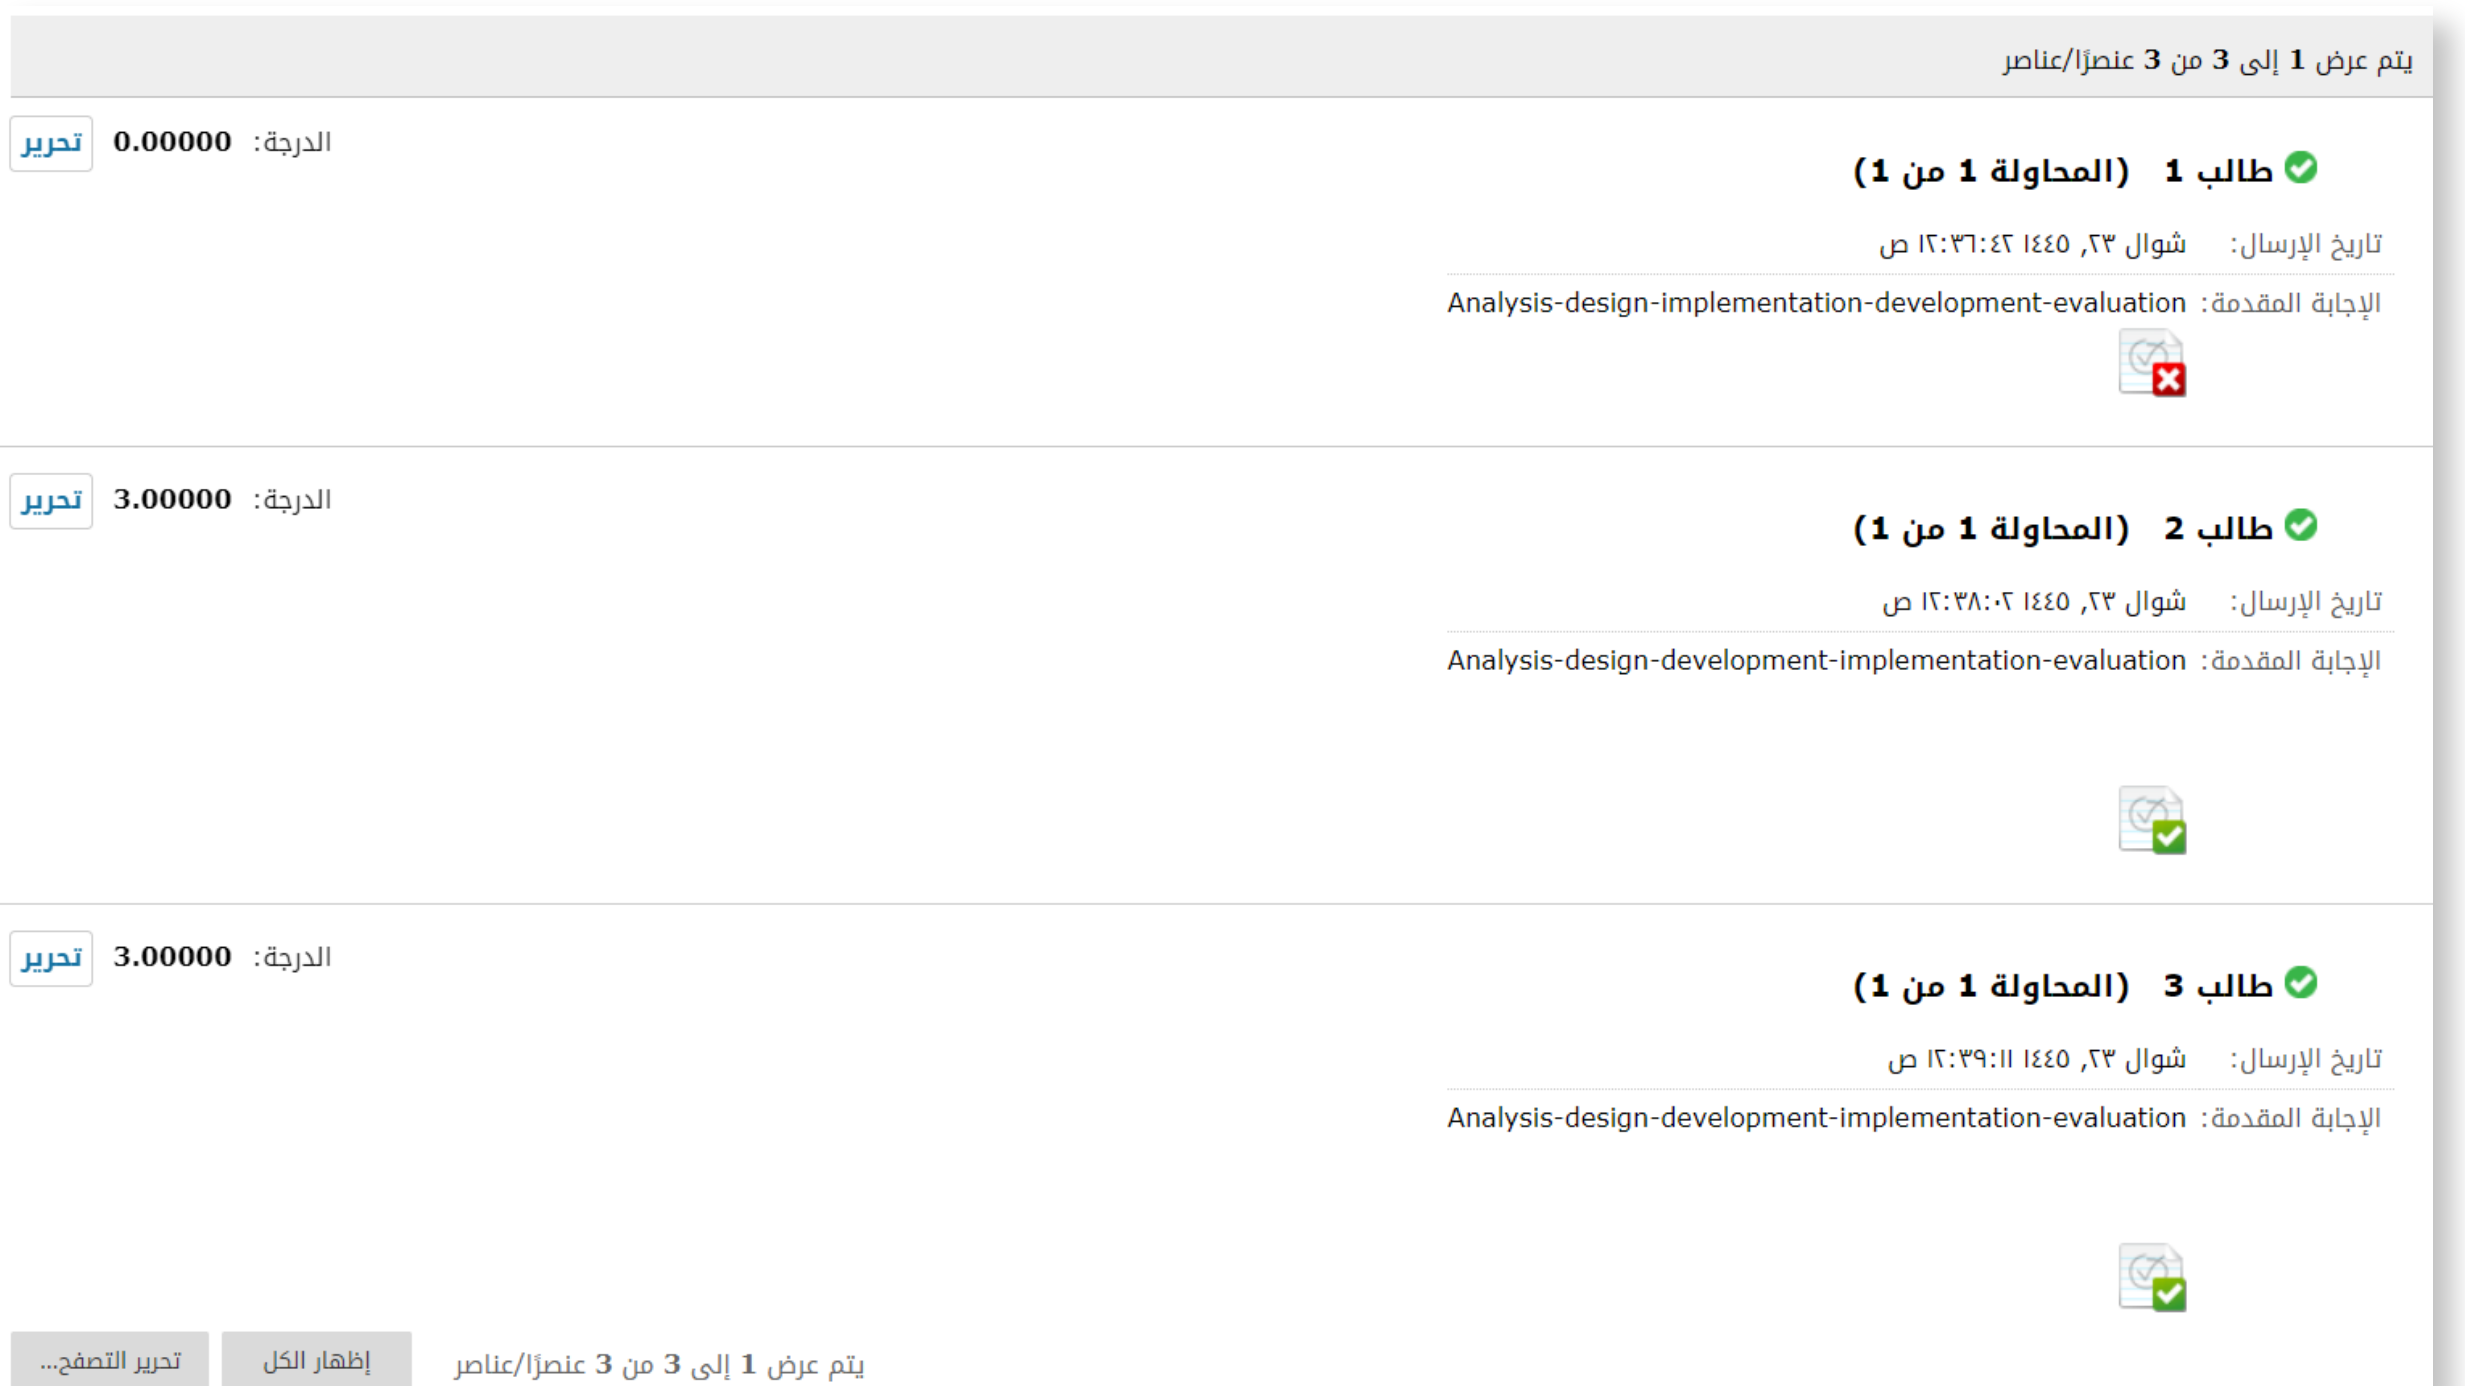 يتم عرض 1 إلى 3 من 3 عنصرًا/عناصر
طالب 1 (المحاولة 1 من 1)
الدرجة: 0.00000 تحرير
تاريخ الإرسال: شوال ٢٣, ١٤٤٥ ١٢:٣٦:٤٢ ص
الإجابة المقدمة: Analysis-design-implementation-development-evaluation
طالب 2 (المحاولة 1 من 1)
الدرجة: 3.00000 تحرير
تاريخ الإرسال: شوال ٢٣, ١٤٤٥ ١٢:٣٨:٠٢ ص
الإجابة المقدمة: Analysis-design-development-implementation-evaluation
طالب 3 (المحاولة 1 من 1)
الدرجة: 3.00000 تحرير
تاريخ الإرسال: شوال ٢٣, ١٤٤٥ ١٢:٣٩:١١ ص
الإجابة المقدمة: Analysis-design-development-implementation-evaluation
يتم عرض 1 إلى 3 من 3 عنصرًا/عناصر إظهار الكل تحرير التصفح...